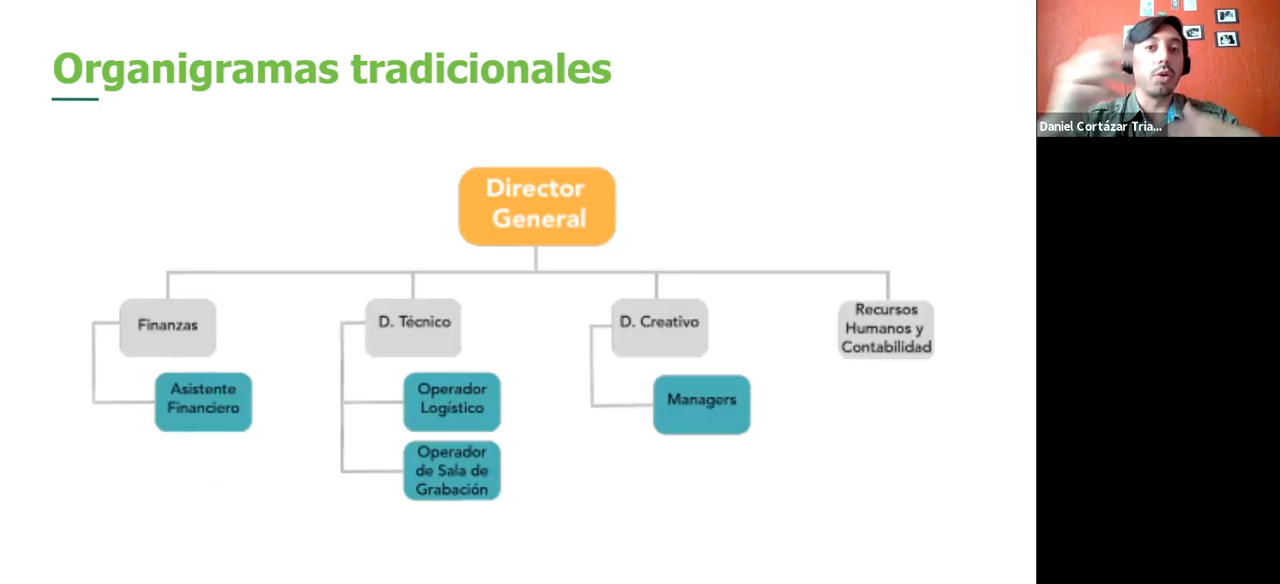 Organigramas tradicionales
Daniel Cortázar Tria...
Director
General
Finanzas
D. Técnico
D. Creativo
Recursos
Humanos y
Contabilidad
Asistente
Financiero
Operador
Logístico
Managers
Operador
de Sala de
Grabación